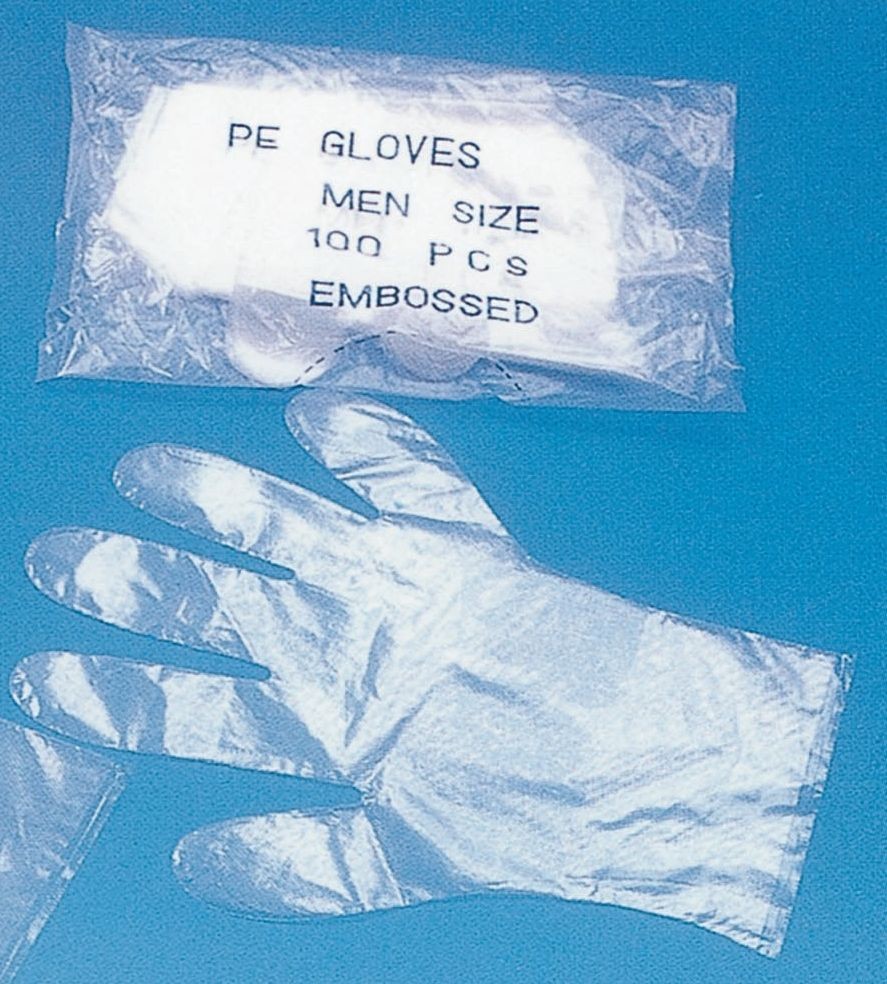 PE GLOVES
MEN SIZE
100 PCS
EMBOSSED